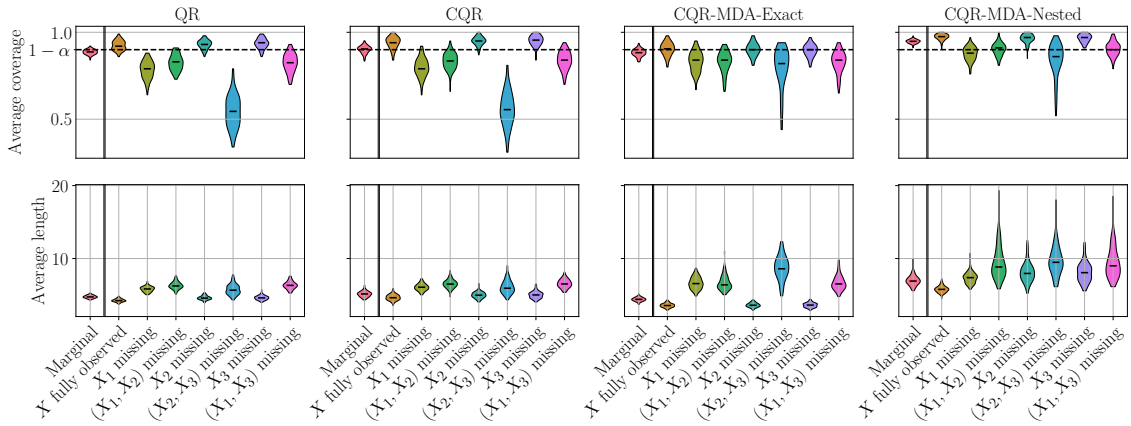 QR
CQR
CQR-MDA-Exact
CQR-MDA-Nested
Average coverage
1.0
1 − α
0.5
Average length
20
10
Marginal
X fully observed
X1 missing
(X1, X2) missing
X2 missing
(X2, X3) missing
X3 missing
(X1, X3) missing
Marginal
X fully observed
X1 missing
(X1, X2) missing
X2 missing
(X2, X3) missing
X3 missing
(X1, X3) missing
Marginal
X fully observed
X1 missing
(X1, X2) missing
X2 missing
(X2, X3) missing
X3 missing
(X1, X3) missing
Marginal
X fully observed
X1 missing
(X1, X2) missing
X2 missing
(X2, X3) missing
X3 missing
(X1, X3) missing